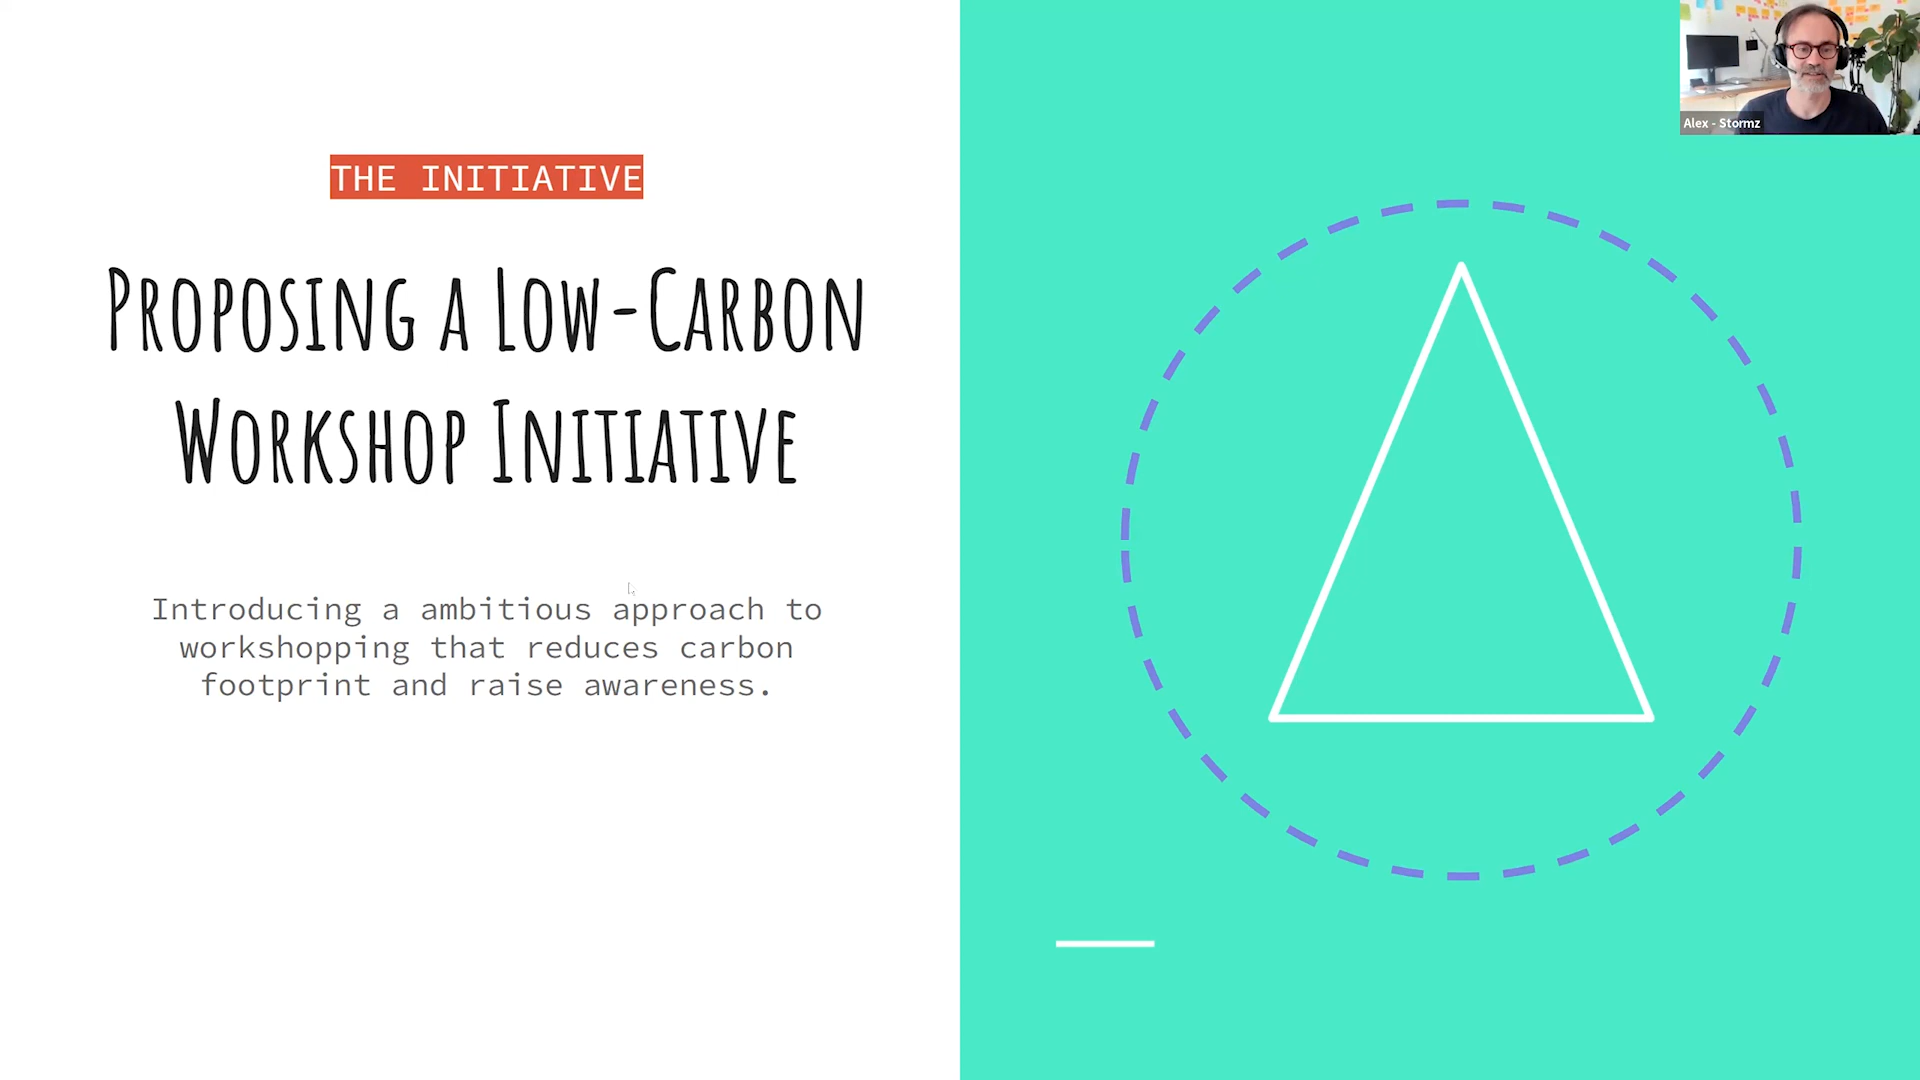 THE INITIATIVE
Proposing a Low-Carbon
Workshop Initiative
Introducing a ambitious approach to
workshopping that reduces carbon
footprint and raise awareness.
Alex - Stormz